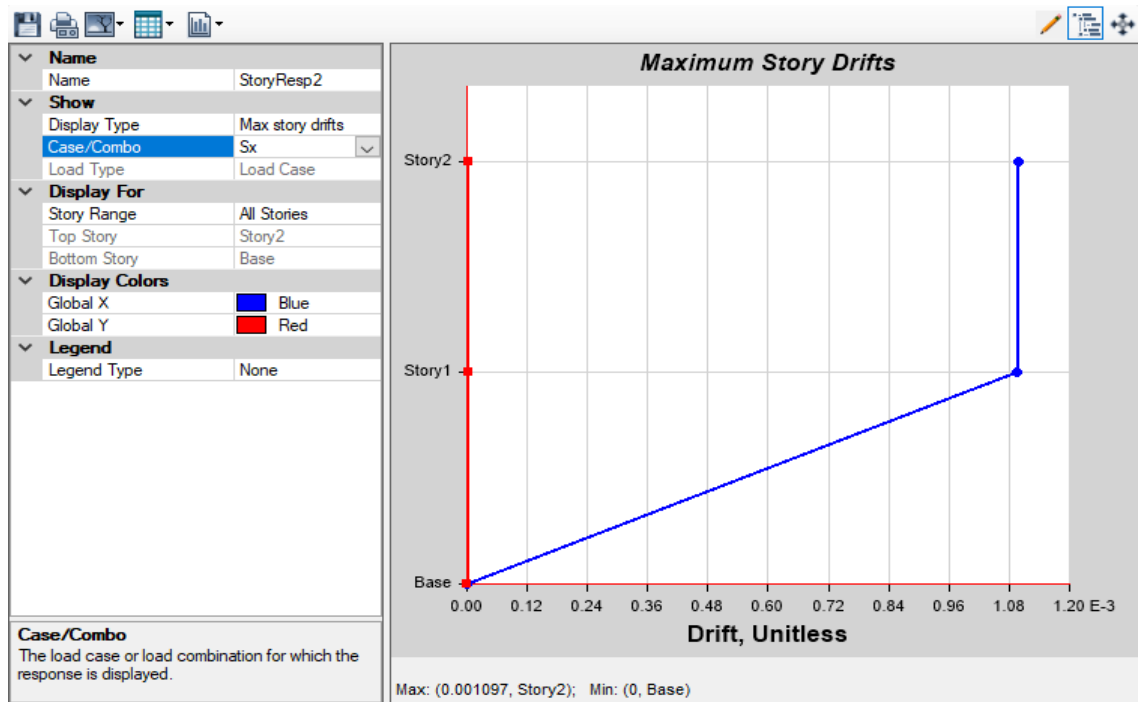 Name
Name StoryResp2
Show
Display Type Max story drifts
Case/Combo Sx
Load Type Load Case
Display For
Story Range All Stories
Top Story Story2
Bottom Story Base
Display Colors
Global X Blue
Global Y Red
Legend
Legend Type None
Case/Combo
The load case or load combination for which the
response is displayed.
Maximum Story Drifts
Story2
Story1
Base
0.00 0.12 0.24 0.36 0.48 0.60 0.72 0.84 0.96 1.08 1.20 E-3
Drift, Unitless
Max: (0.001097, Story2); Min: (0, Base)